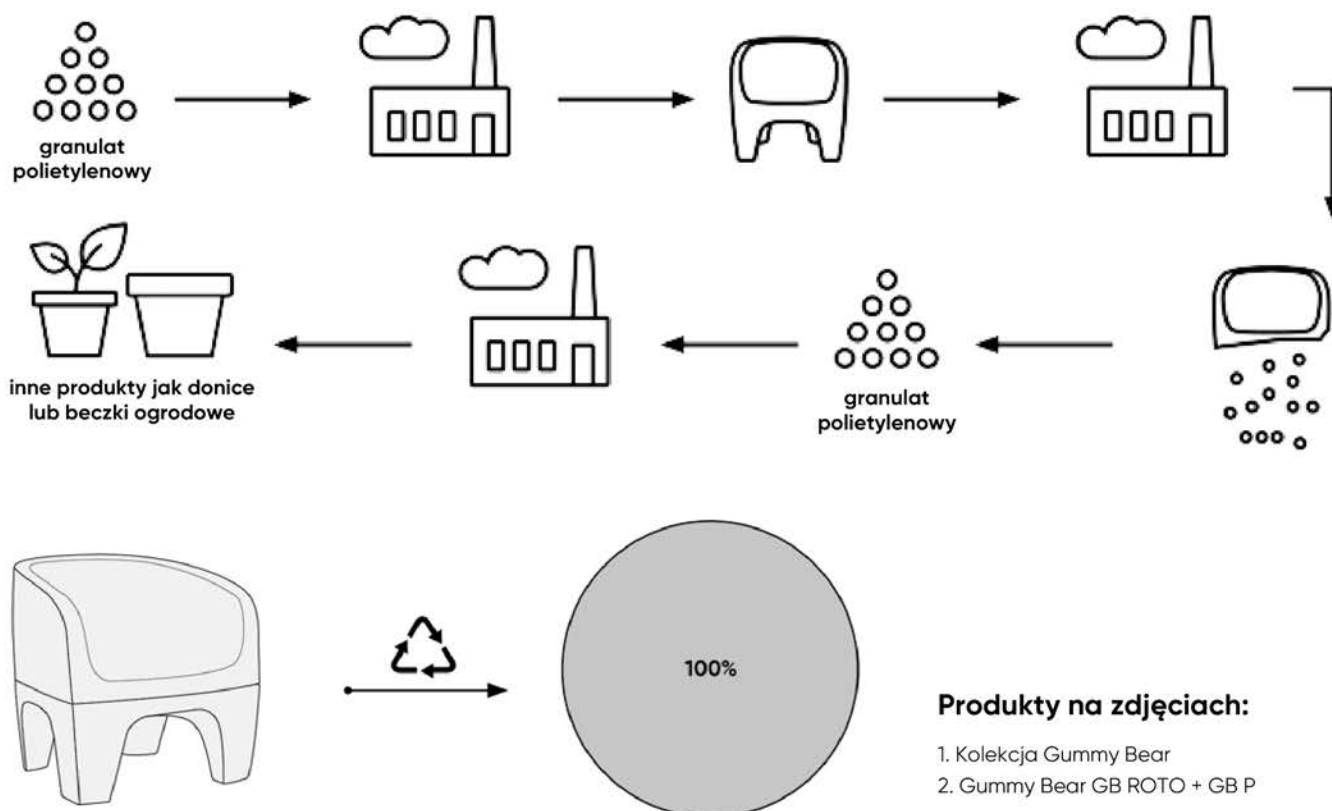 granulat
polietylenowy
inne produkty jak donice
lub beczki ogrodowe
granulat
polietylenowy
100%
Produkty na zdjęciach:
1. Kolekcja Gummy Bear
2. Gummy Bear GB ROTO + GB P